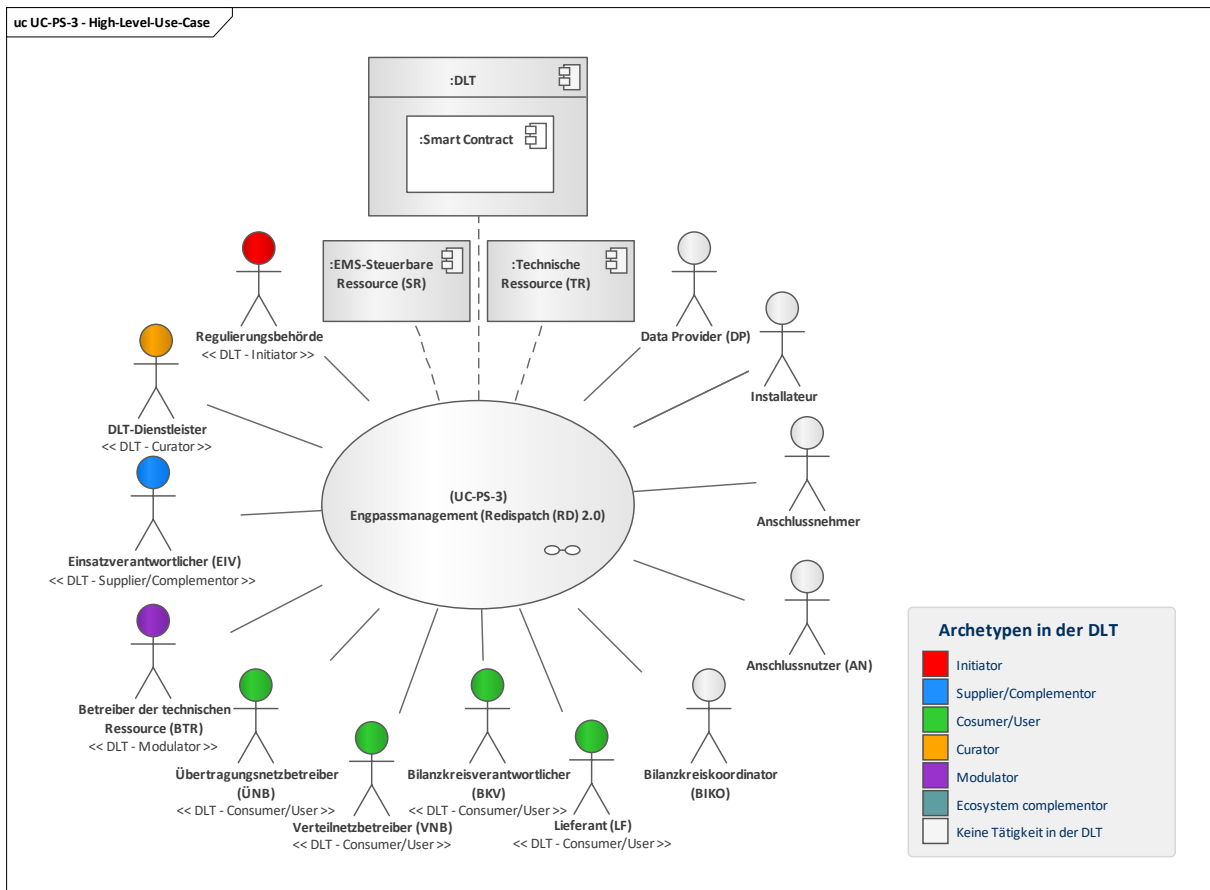 uc UC-PS-3 - High-Level-Use-Case
:DLT
:Smart Contract
:EMS-Steuerbare
Ressource (SR)
:Technische
Ressource (TR)
Regulierungsbehörde
<< DLT - Initiator >>
Data Provider (DP)
Installateur
DLT-Dienstleister
<< DLT - Curator >>
Anschlussnehmer
(UC-PS-3)
Engpassmanagement (Redispatch (RD) 2.0)
Einsatzverantwortlicher (EIV)
<< DLT - Supplier/Complementor >>
Anschlussnutzer (AN)
Betreiber der technischen
Ressource (BTR)
<< DLT - Modulator >>
Übertragungsnetzbetreiber
(ÜNB)
<< DLT - Consumer/User >>
Verteilnetzbetreiber (VNB)
<< DLT - Consumer/User >>
Bilanzkreisverantwortlicher
(BKV)
<< DLT - Consumer/User >>
Lieferant (LF)
<< DLT - Consumer/User >>
Bilanzkreiskoordinator
(BIKO)
Archetypen in der DLT
Initiator
Supplier/Complementor
Cosumer/User
Curator
Modulator
Ecosystem complementor
Keine Tätigkeit in der DLT